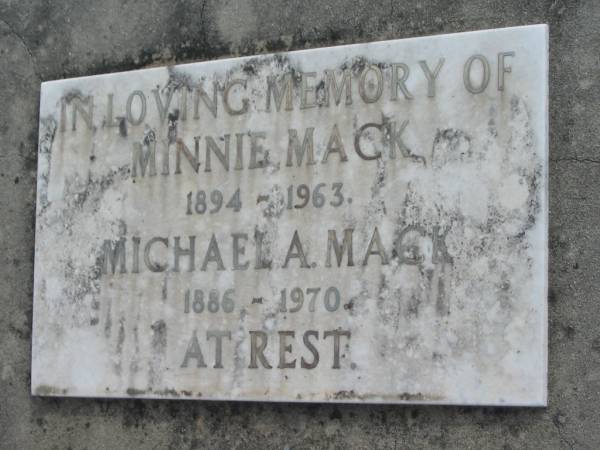 IN LOVING MEMORY OF
MINNIE MACK
1894 - 1963.
MICHAEL A. MACK
1886 - 1970.
AT REST.